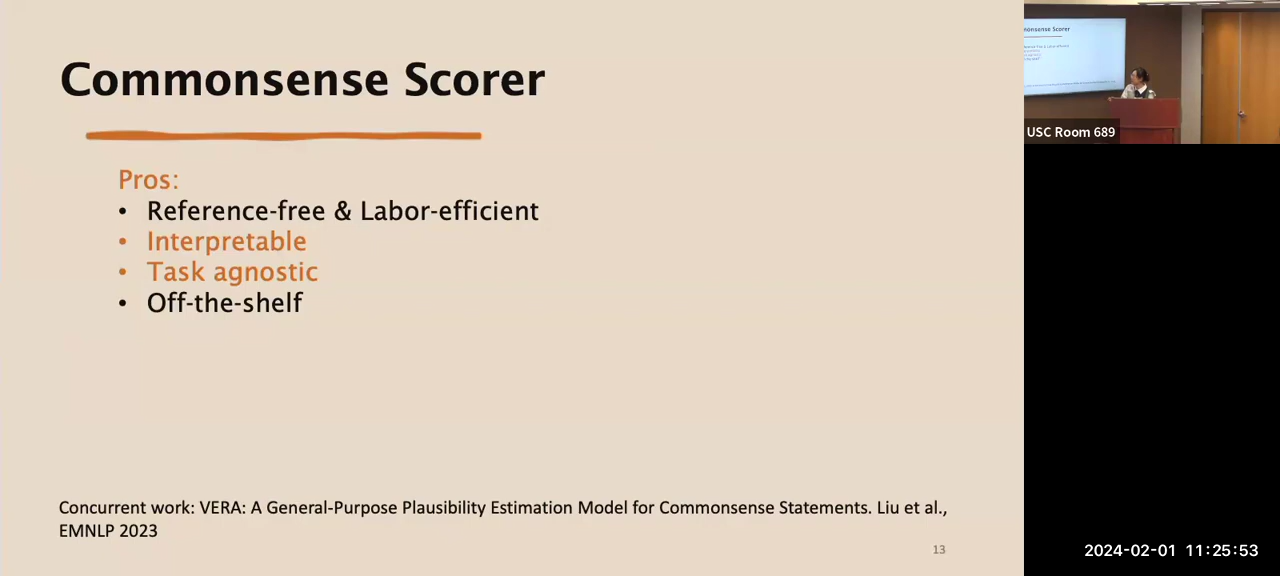 Commonsense Scorer
Pros:
• Reference-free & Labor-efficient
• Interpretable
• Task agnostic
• Off-the-shelf
Concurrent work: VERA: A General-Purpose Plausibility Estimation Model for Commonsense Statements. Liu et al.,
EMNLP 2023
13
USC Room 689
2024-02-01 11:25:53